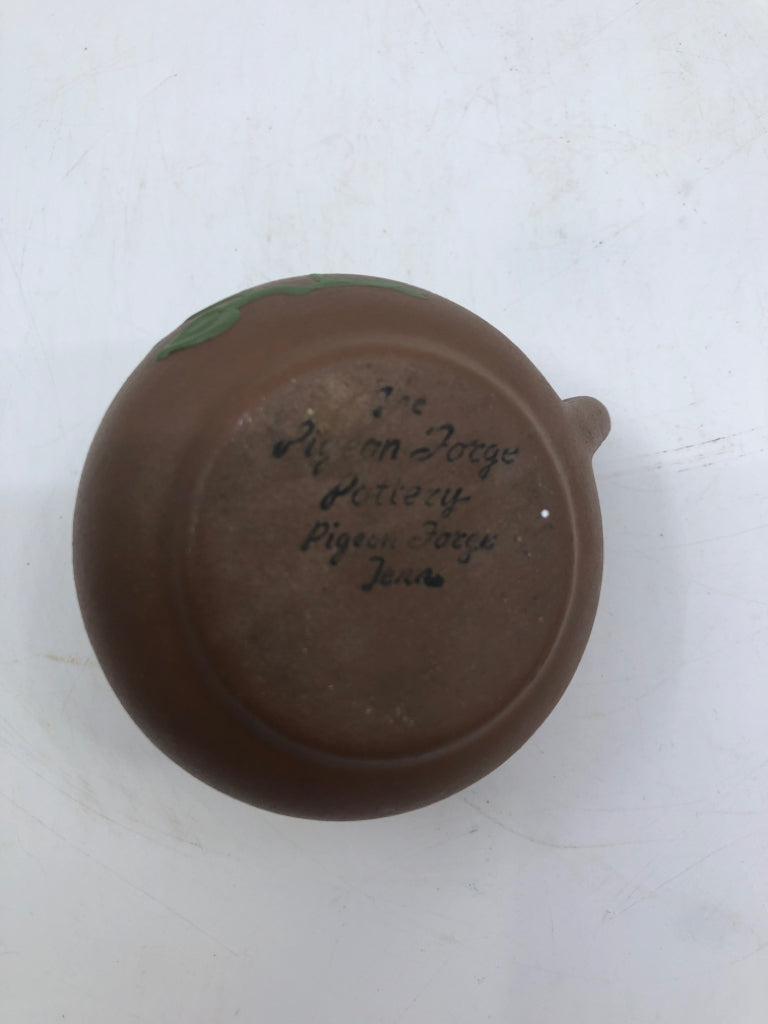 The
Pigeon Forge
Pottery
Pigeon Forge
Tenn.